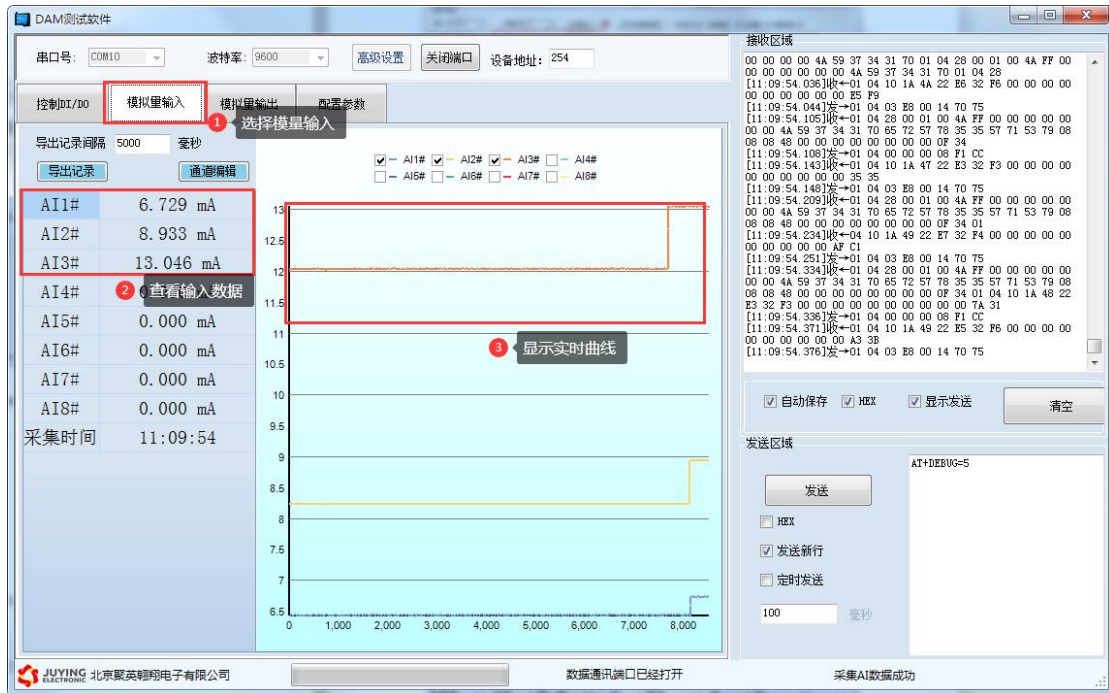 DAM测试软件
串口号: COM10 波特率: 9600 高级设置 关闭端口 设备地址: 254
控制DI/DO 模拟量输入 模拟量输出 配置参数
1 选择模量输入
导出记录间隔 5000 毫秒
导出记录 通道编辑
AI1# 6.729 mA
AI2# 8.933 mA
AI3# 13.046 mA
AI4#
2 查看输入数据
AI5# 0.000 mA
AI6# 0.000 mA
AI7# 0.000 mA
AI8# 0.000 mA
采集时间 11:09:54
AI1# AI2# AI3# AI4#
AI5# AI6# AI7# AI8#
13
12.5
12
11.5
11
3 显示实时曲线
10.5
10
9.5
9
8.5
8
7.5
7
6.5
0 1,000 2,000 3,000 4,000 5,000 6,000 7,000 8,000
接收区域
00 00 00 00 4A 59 37 34 31 70 01 04 28 00 01 00 4A FF 00
00 00 00 00 00 00 4A 59 37 34 31 70 01 04 28
[11:09:54.036]收←01 04 10 1A 4A 22 E6 32 F6 00 00 00 00
00 00 00 00 00 00 E5 F9
[11:09:54.044]发→01 04 03 E8 00 14 70 75
[11:09:54.105]收←01 04 28 00 01 00 4A FF 00 00 00 00 00
00 00 4A 59 37 34 31 70 65 72 57 78 35 35 57 71 53 79 08
08 08 48 00 00 00 00 00 00 00 00 0F 34
[11:09:54.108]发→01 04 00 00 00 08 F1 CC
[11:09:54.143]收←01 04 10 1A 47 22 E3 32 F3 00 00 00 00
00 00 00 00 00 00 35 35
[11:09:54.148]发→01 04 03 E8 00 14 70 75
[11:09:54.209]收←01 04 28 00 01 00 4A FF 00 00 00 00 00
00 00 4A 59 37 34 31 70 65 72 57 78 35 35 57 71 53 79 08
08 08 48 00 00 00 00 00 00 00 00 0F 34 01
[11:09:54.234]收←04 10 1A 49 22 E7 32 F4 00 00 00 00 00
00 00 00 00 00 AF C1
[11:09:54.251]发→01 04 03 E8 00 14 70 75
[11:09:54.334]收←01 04 28 00 01 00 4A FF 00 00 00 00 00
00 00 4A 59 37 34 31 70 65 72 57 78 35 35 57 71 53 79 08
08 08 48 00 00 00 00 00 00 00 00 0F 34 01 04 10 1A 48 22
E3 32 F3 00 00 00 00 00 00 00 00 00 00 7A 31
[11:09:54.336]发→01 04 00 00 00 08 F1 CC
[11:09:54.371]收←01 04 10 1A 49 22 E5 32 F6 00 00 00 00
00 00 00 00 00 00 A3 3B
[11:09:54.376]发→01 04 03 E8 00 14 70 75
自动保存 HEX 显示发送 清空
发送区域
AT+DEBUG=5
发送
HEX
发送新行
定时发送
100 毫秒
JUYING ELECTRONIC 北京聚英翱翔电子有限公司 数据通讯端口已经打开 采集AI数据成功